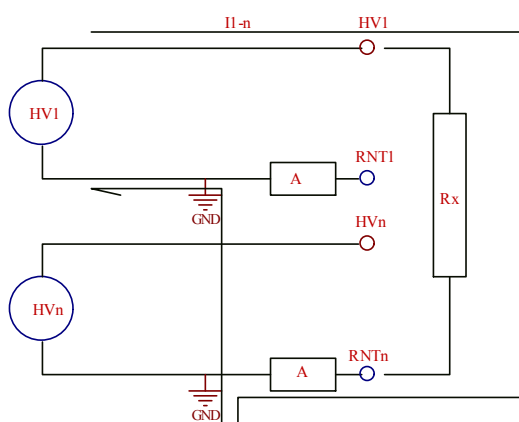 I1-n
HV1
HV1
RNT1
A
Rx
GND
HVn
HVn
RNTn
A
GND